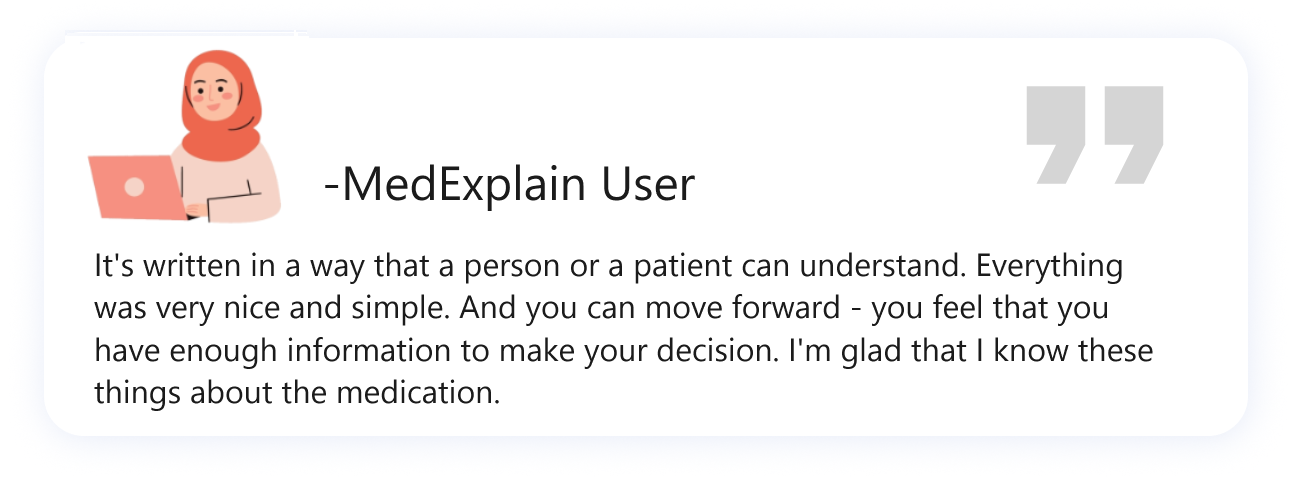 -MedExplain User
It's written in a way that a person or a patient can understand. Everything
was very nice and simple. And you can move forward - you feel that you
have enough information to make your decision. I'm glad that I know these
things about the medication.